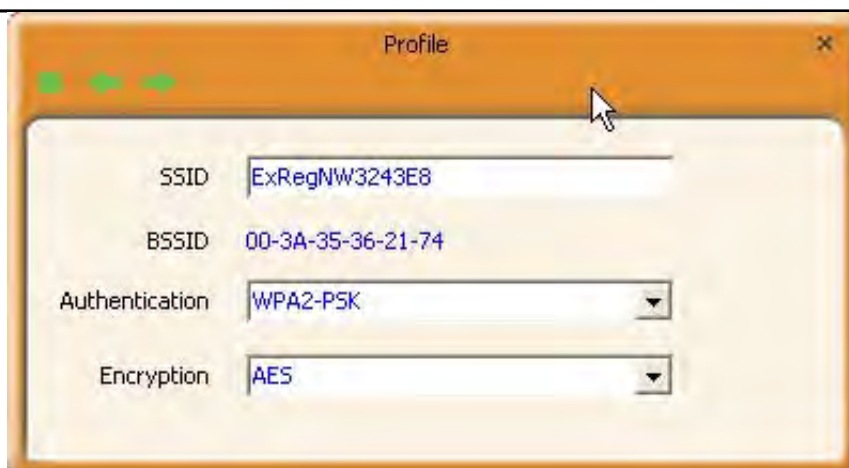 Profile
SSID ExRegNW3243E8
BSSID 00-3A-35-36-21-74
Authentication WPA2-PSK
Encryption AES